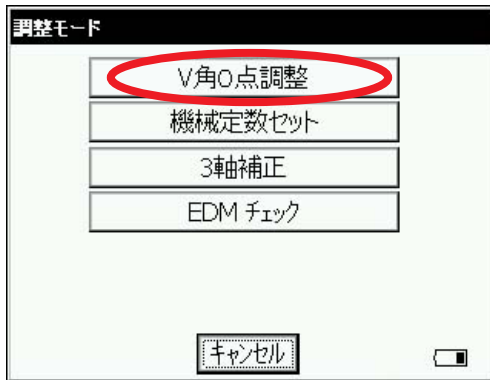 調整モード
V角0点調整
機械定数セット
3軸補正
EDM チェック
キャンセル